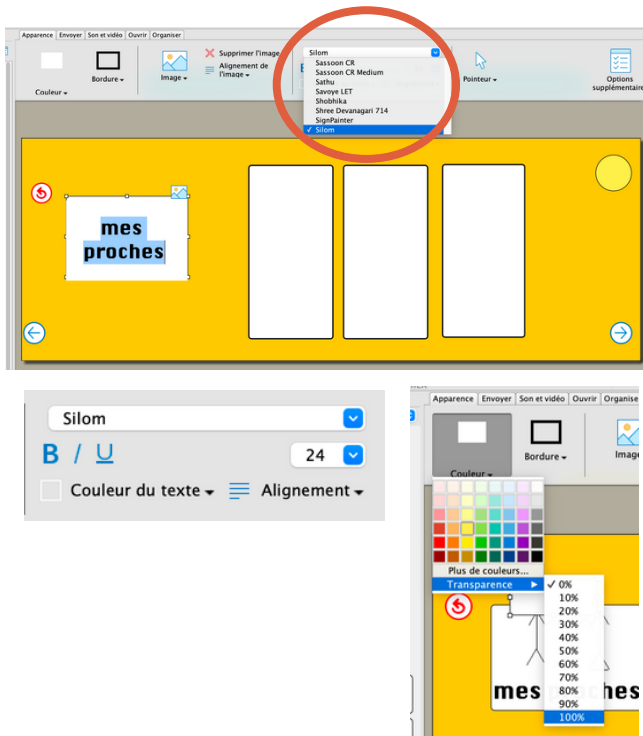 Apparence Envoyer Son et vidéo Ouvrir Organiser
Couleur
Bordure
Image
Supprimer l'image
Alignement de
l'image
Silom
Sassoon CR
Sassoon CR Medium
Sathu
Savoye LET
Shobhika
Shree Devanagari 714
SignPainter
✓ Silom
Pointeur
Options
supplémentaire
mes
proches
Silom
B I U
24
Couleur du texte
Alignement
Apparence Envoyer Son et vidéo Ouvrir Organise
Couleur
Bordure
Imag
Plus de couleurs...
Transparence
✓ 0%
10%
20%
30%
40%
50%
60%
70%
80%
90%
100%
mes
hes